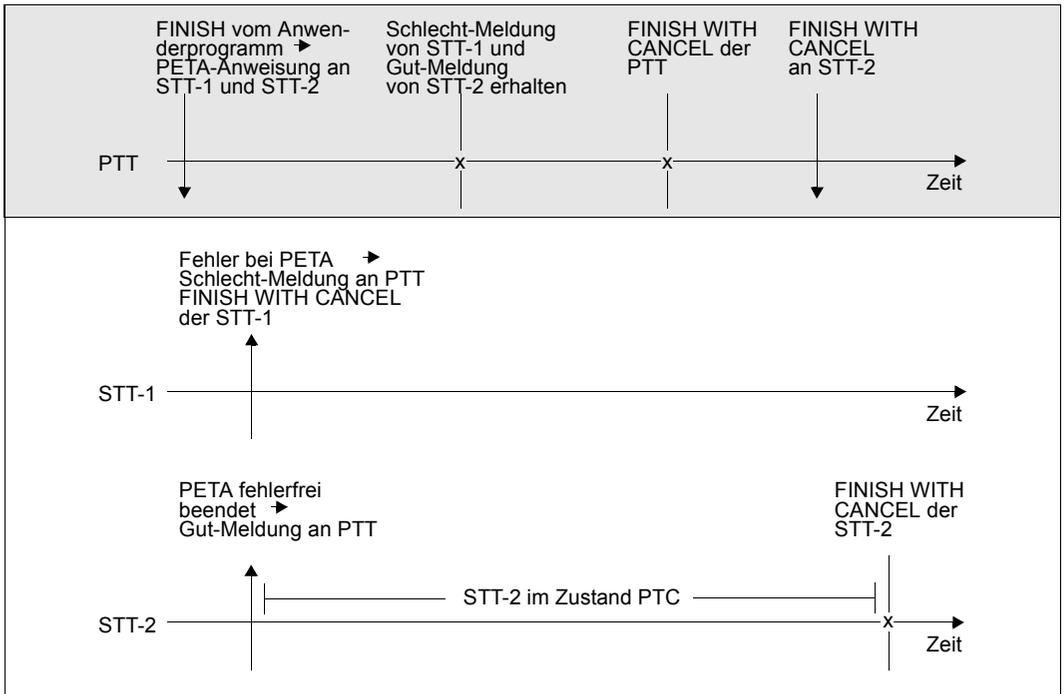 FINISH vom Anwen-
derprogramm
PETA-Anweisung an
STT-1 und STT-2
Schlecht-Meldung
von STT-1 und
Gut-Meldung
von STT-2 erhalten
FINISH WITH
CANCEL der
PTT
FINISH WITH
CANCEL
an STT-2
PTT
x
x
Zeit
Fehler bei PETA
Schlecht-Meldung an PTT
FINISH WITH CANCEL
der STT-1
STT-1
Zeit
PETA fehlerfrei
beendet
Gut-Meldung an PTT
FINISH WITH
CANCEL der
STT-2
STT-2 im Zustand PTC
STT-2
x
Zeit